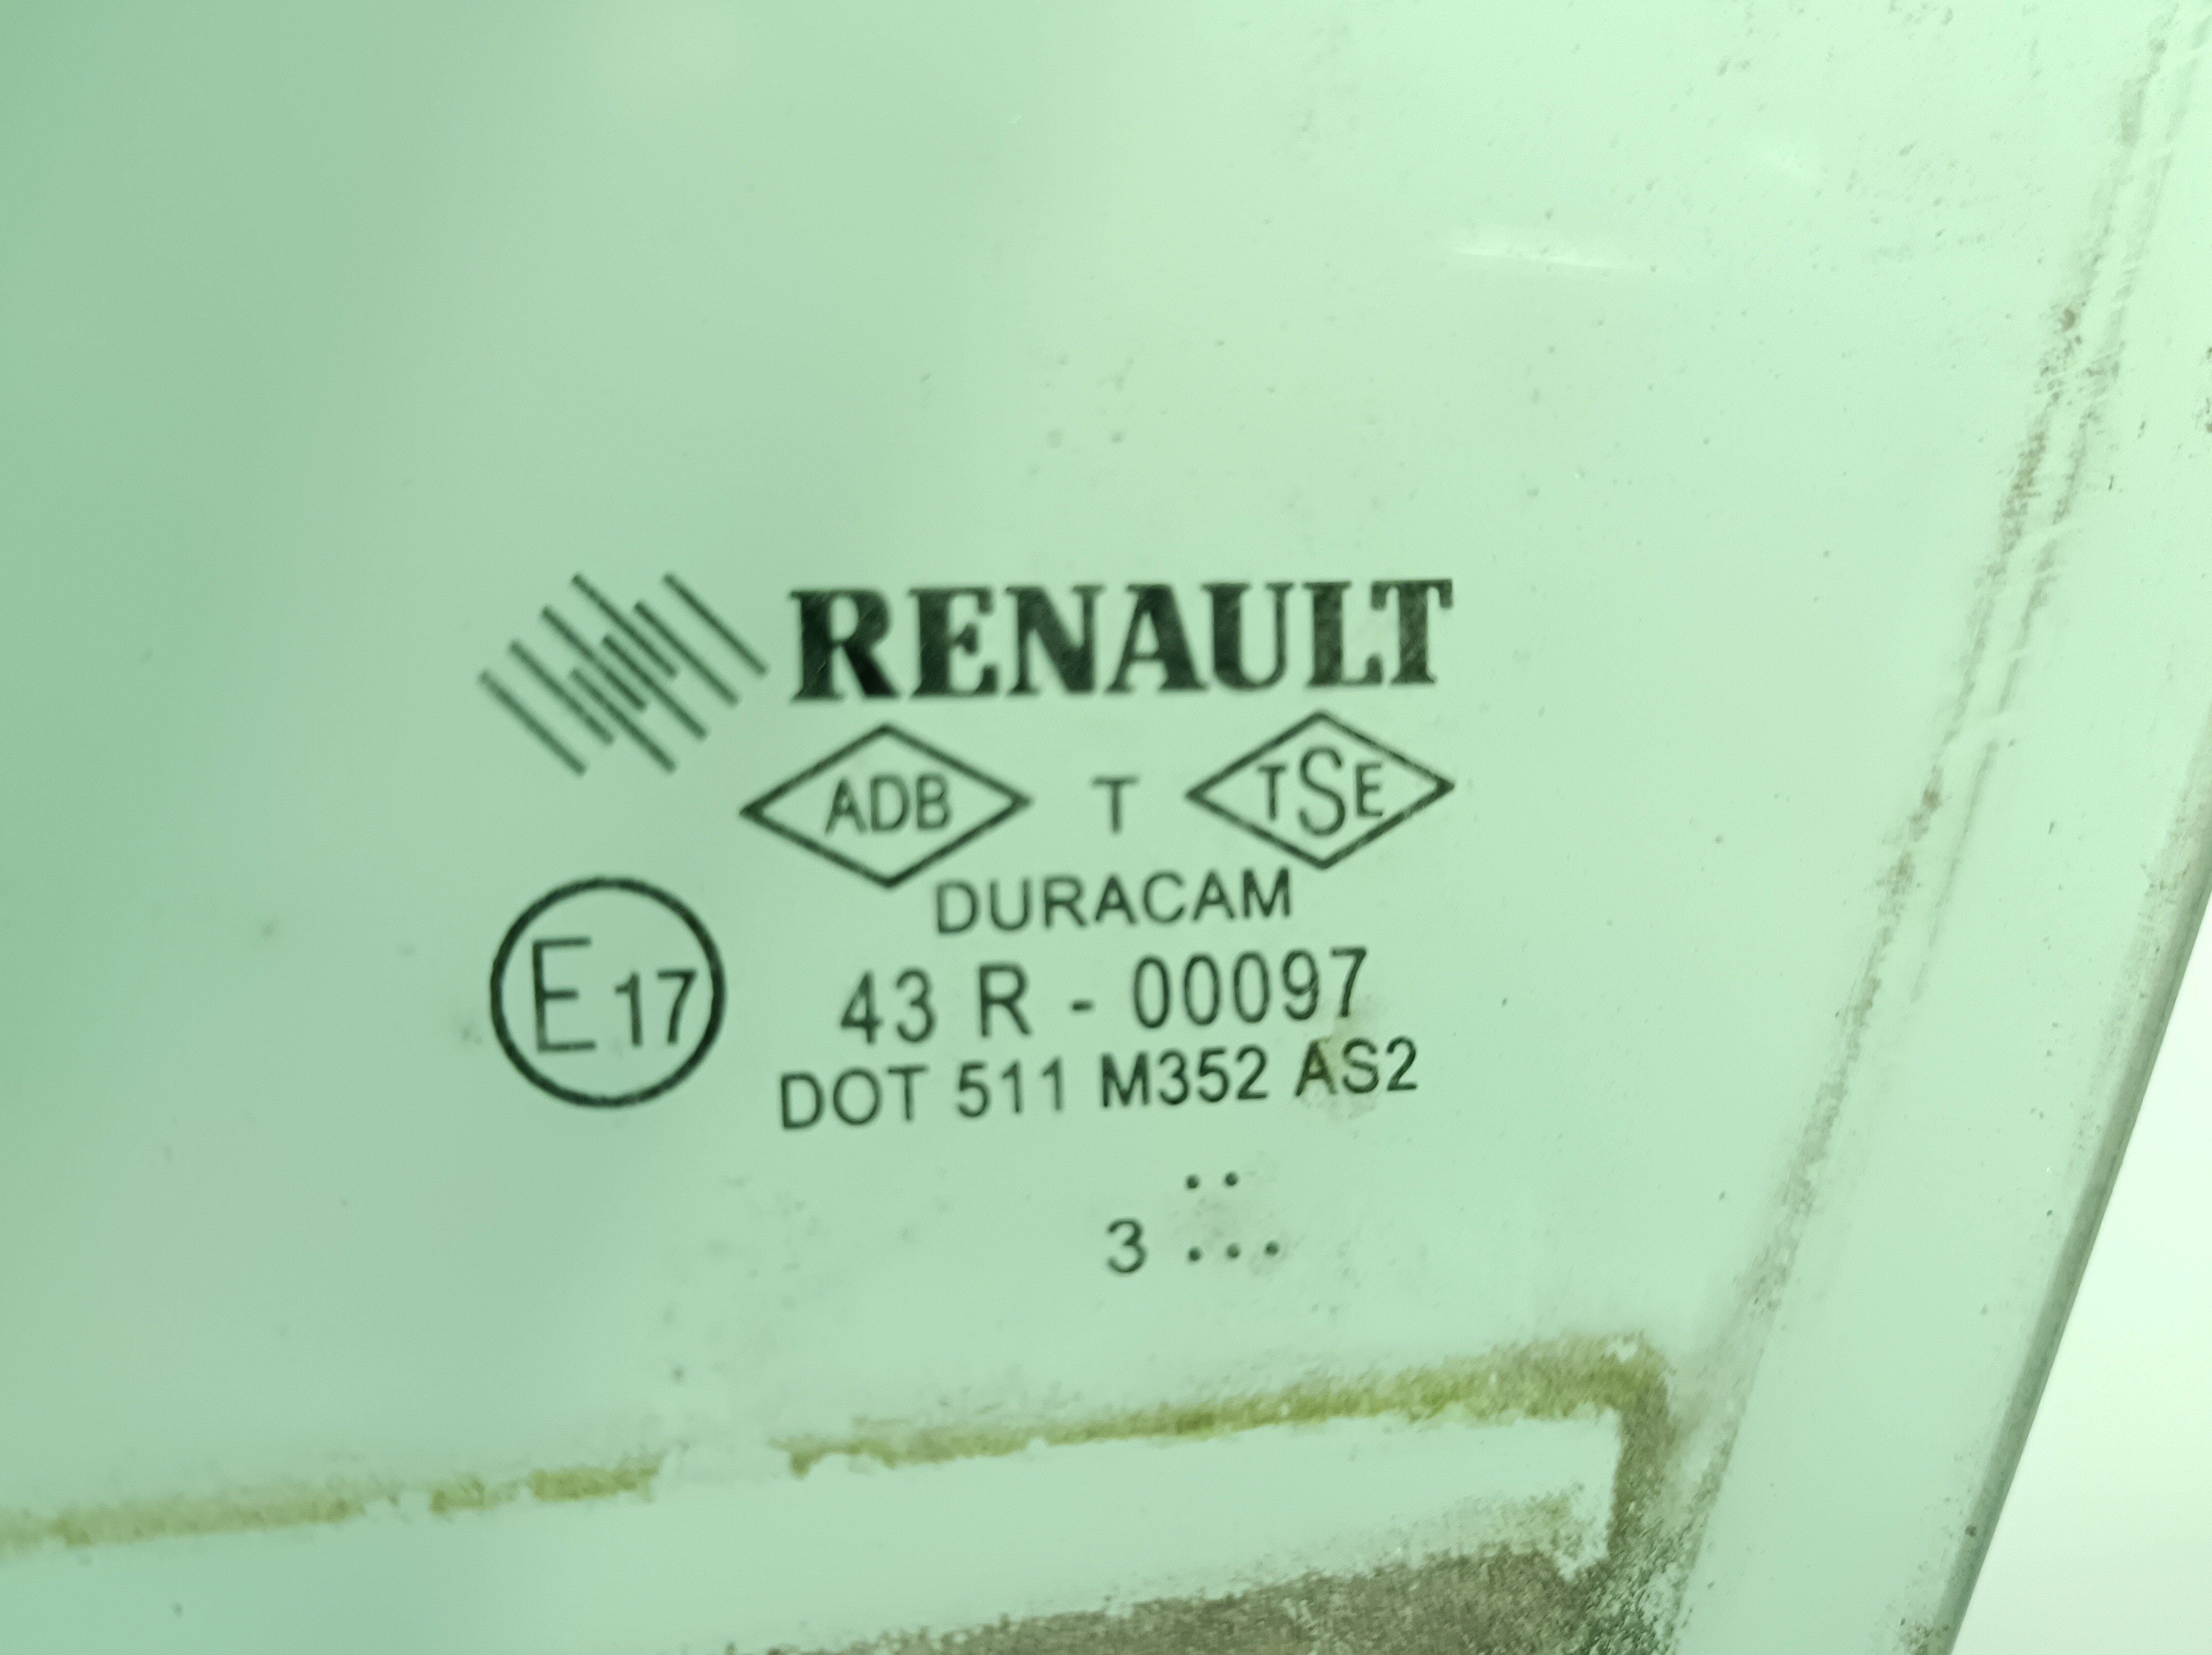 RENAULT
ADB T TSE
DURACAM
E17
43 R - 00097
DOT 511 M352 AS2
..
3 ...